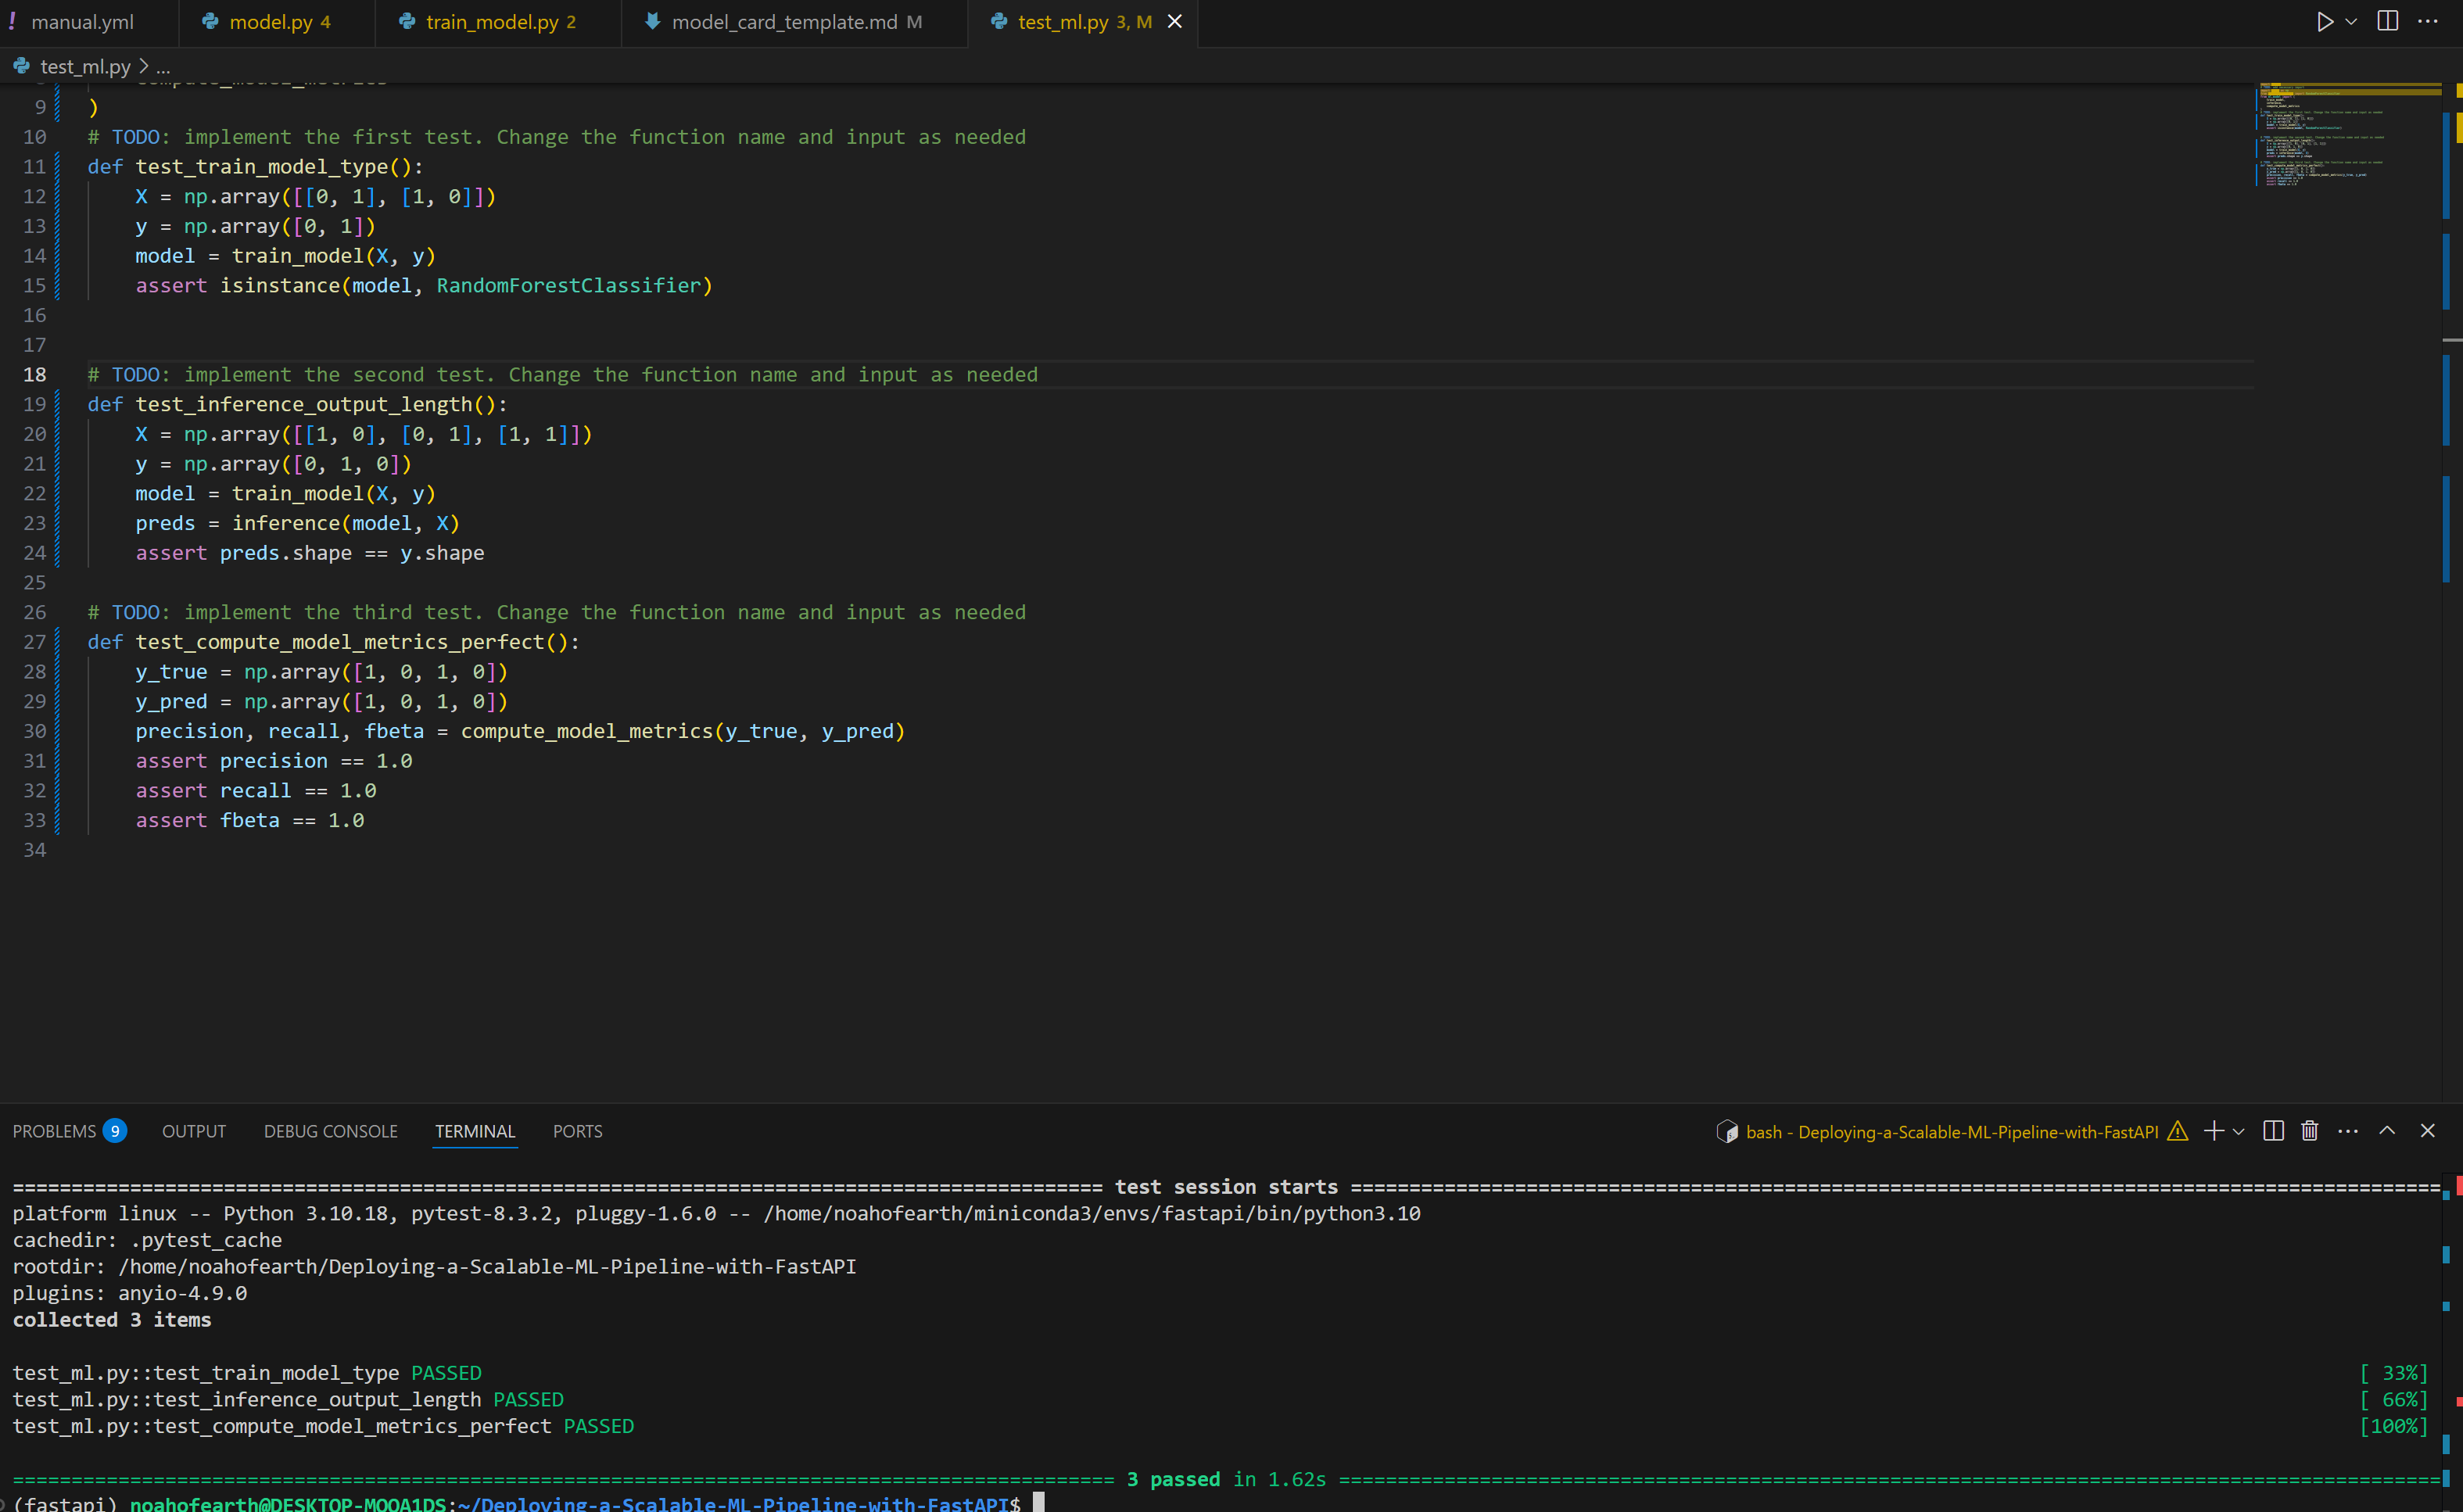 ! manual.yml model.py 4 train_model.py 2 model_card_template.md M test_ml.py 3, M
test_ml.py > ...
9 )
10 # TODO: implement the first test. Change the function name and input as needed
11 def test_train_model_type():
12 X = np.array([[0, 1], [1, 0]])
13 y = np.array([0, 1])
14 model = train_model(X, y)
15 assert isinstance(model, RandomForestClassifier)
16
17
18 # TODO: implement the second test. Change the function name and input as needed
19 def test_inference_output_length():
20 X = np.array([[1, 0], [0, 1], [1, 1]])
21 y = np.array([0, 1, 0])
22 model = train_model(X, y)
23 preds = inference(model, X)
24 assert preds.shape == y.shape
25
26 # TODO: implement the third test. Change the function name and input as needed
27 def test_compute_model_metrics_perfect():
28 y_true = np.array([1, 0, 1, 0])
29 y_pred = np.array([1, 0, 1, 0])
30 precision, recall, fbeta = compute_model_metrics(y_true, y_pred)
31 assert precision == 1.0
32 assert recall == 1.0
33 assert fbeta == 1.0
34
PROBLEMS 9 OUTPUT DEBUG CONSOLE TERMINAL PORTS bash - Deploying-a-Scalable-ML-Pipeline-with-FastAPI
test session starts
platform linux -- Python 3.10.18, pytest-8.3.2, pluggy-1.6.0 -- /home/noahofearth/miniconda3/envs/fastapi/bin/python3.10
cachedir: .pytest_cache
rootdir: /home/noahofearth/Deploying-a-Scalable-ML-Pipeline-with-FastAPI
plugins: anyio-4.9.0
collected 3 items
test_ml.py::test_train_model_type PASSED [ 33%]
test_ml.py::test_inference_output_length PASSED [ 66%]
test_ml.py::test_compute_model_metrics_perfect PASSED [100%]
3 passed in 1.62s
(fastapi) noahofearth@DESKTOP-MOOA1DS:~/Deploying-a-Scalable-ML-Pipeline-with-FastAPI$